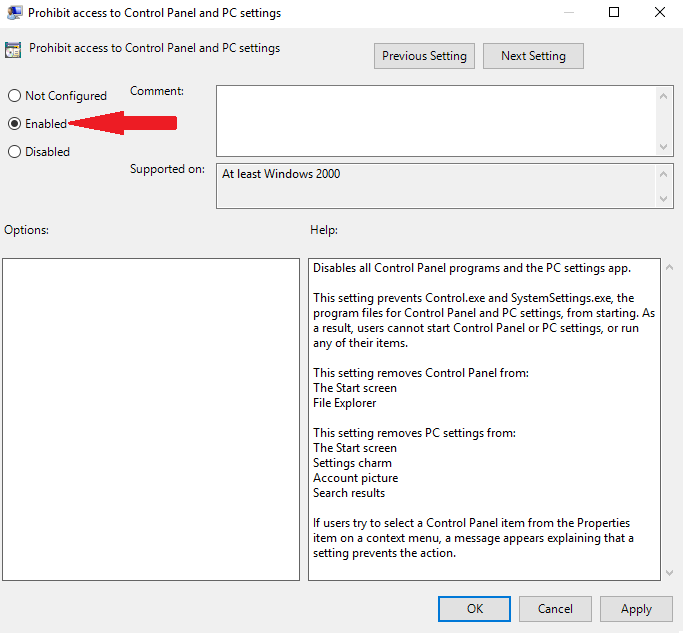 Prohibit access to Control Panel and PC settings
Prohibit access to Control Panel and PC settings
Previous Setting
Next Setting
Not Configured
Comment:
Enabled
Disabled
Supported on:
At least Windows 2000
Options:
Help:
Disables all Control Panel programs and the PC settings app.
This setting prevents Control.exe and SystemSettings.exe, the
program files for Control Panel and PC settings, from starting. As
a result, users cannot start Control Panel or PC settings, or run
any of their items.
This setting removes Control Panel from:
The Start screen
File Explorer
This setting removes PC settings from:
The Start screen
Settings charm
Account picture
Search results
If users try to select a Control Panel item from the Properties
item on a context menu, a message appears explaining that a
setting prevents the action.
OK
Cancel
Apply